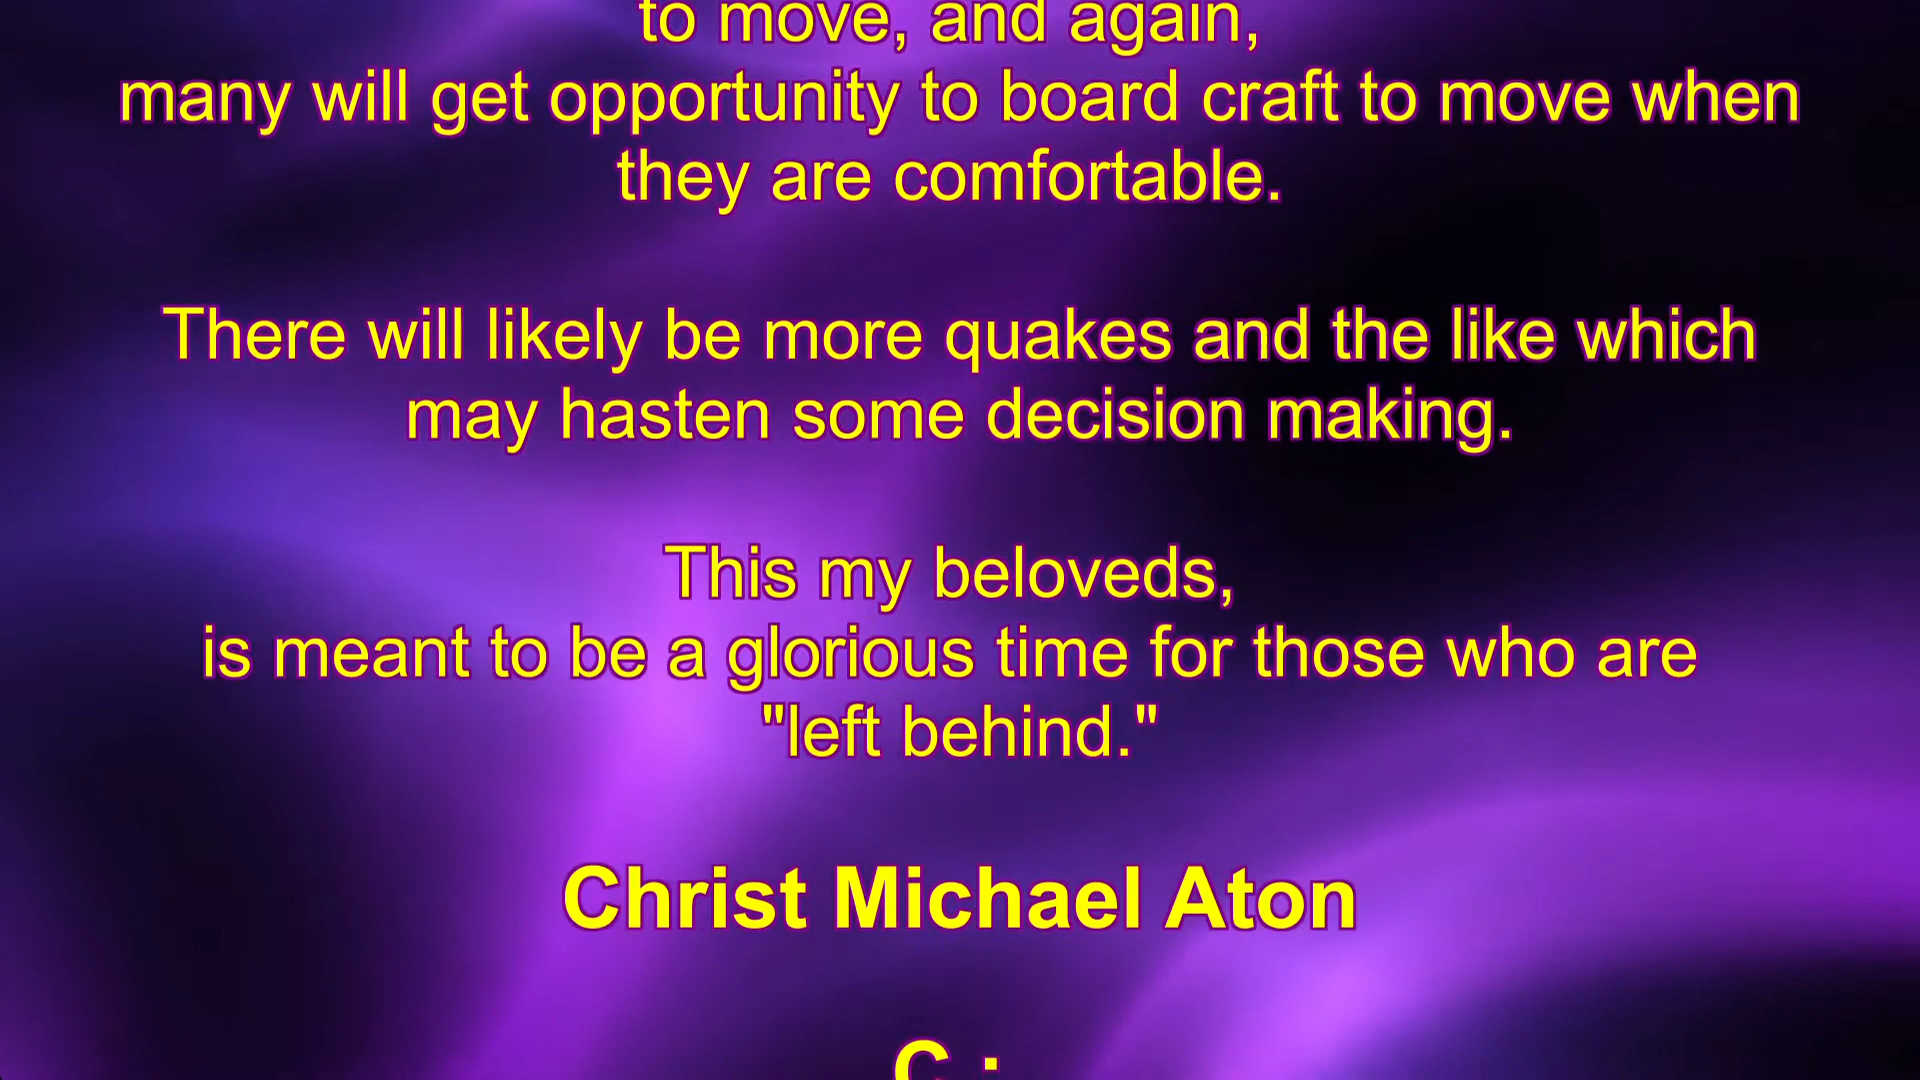 to move, and again,
many will get opportunity to board craft to move when
they are comfortable.
There will likely be more quakes and the like which
may hasten some decision making.
This my beloveds,
is meant to be a glorious time for those who are
"left behind."
Christ Michael Aton